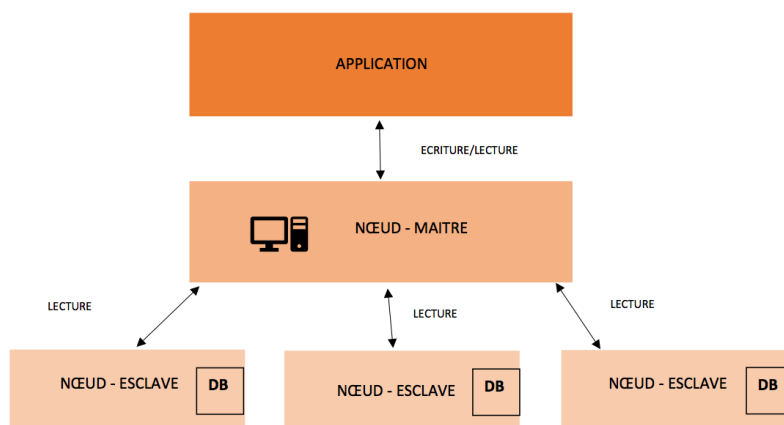 APPLICATION
ECRITURE/LECTURE
NŒUD - MAITRE
LECTURE
LECTURE
LECTURE
NŒUD - ESCLAVE
DB
NŒUD - ESCLAVE
DB
NŒUD - ESCLAVE
DB